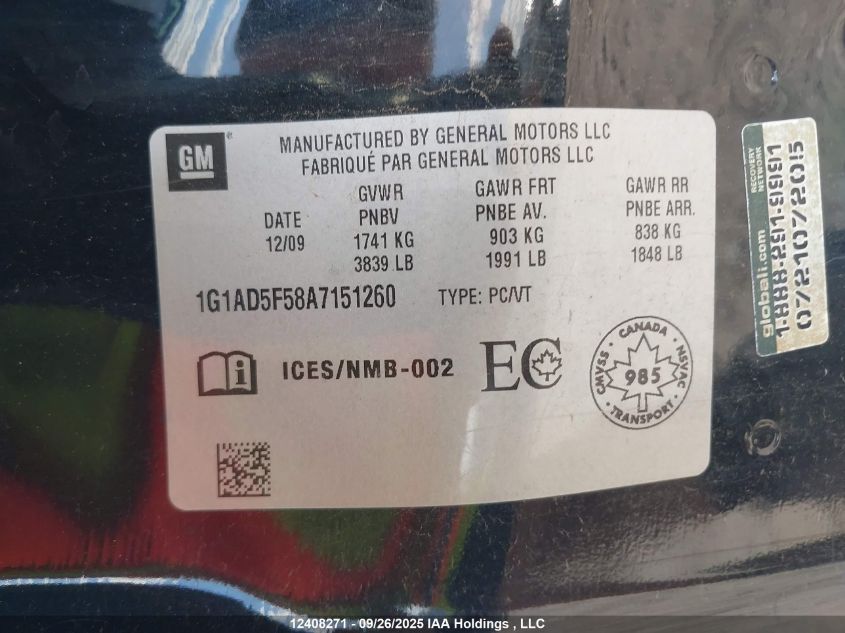 GM
MANUFACTURED BY GENERAL MOTORS LLC
FABRIQUÉ PAR GENERAL MOTORS LLC
DATE
12/09
GVWR
PNBV
1741 KG
3839 LB
GAWR FRT
PNBE AV.
903 KG
1991 LB
GAWR RR
PNBE ARR.
838 KG
1848 LB
1G1AD5F58A7151260 TYPE: PC/VT
i ICES/NMB-002 EC
CANADA
CMVSS 985 NSVAC
TRANSPORT
RECOVERY
NETWORK
globali.com
1-888-291-9991
0721072015
12408271 - 09/26/2025 IAA Holdings , LLC